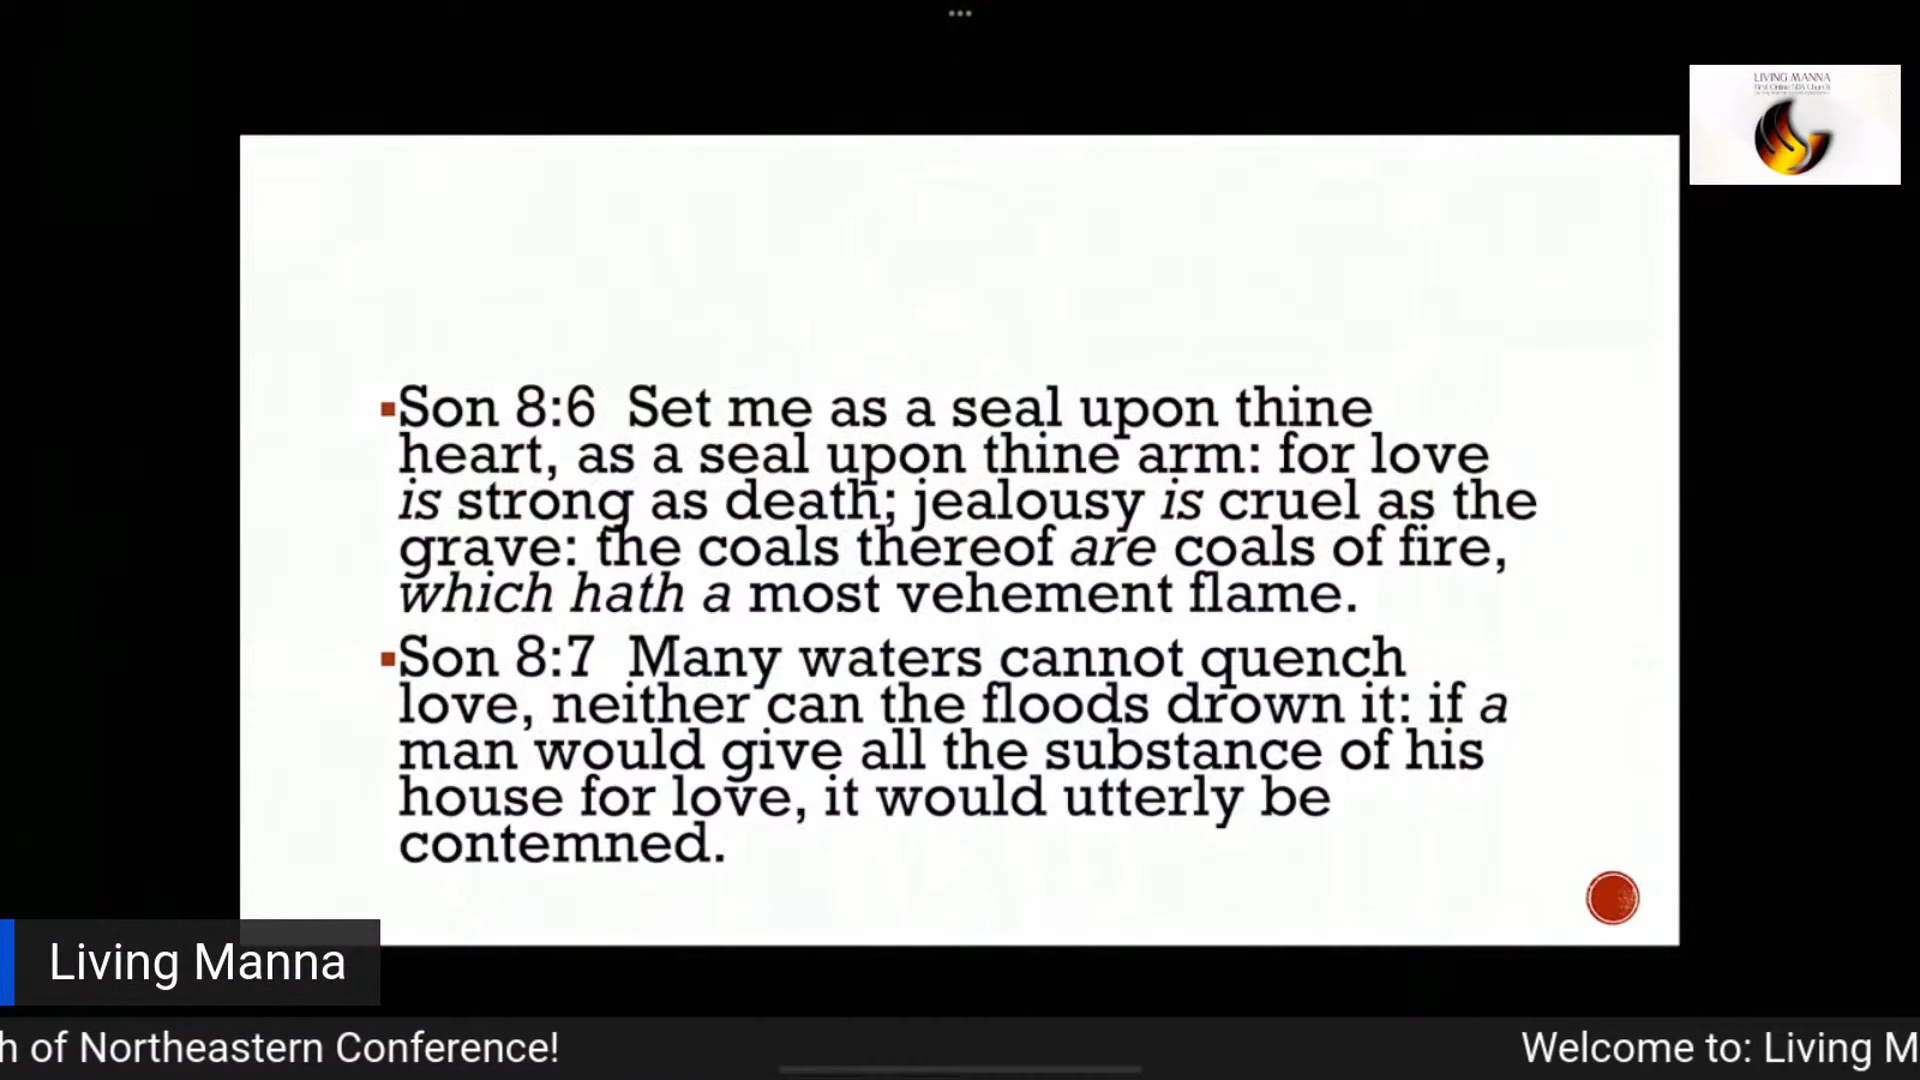 LIVING MANNA
First Online SDA Church
▪Son 8:6  Set me as a seal upon thine
heart, as a seal upon thine arm: for love
is strong as death; jealousy is cruel as the
grave: the coals thereof are coals of fire,
which hath a most vehement flame.
▪Son 8:7  Many waters cannot quench
love, neither can the floods drown it: if a
man would give all the substance of his
house for love, it would utterly be
contemned.
Living Manna
h of Northeastern Conference!
Welcome to: Living M